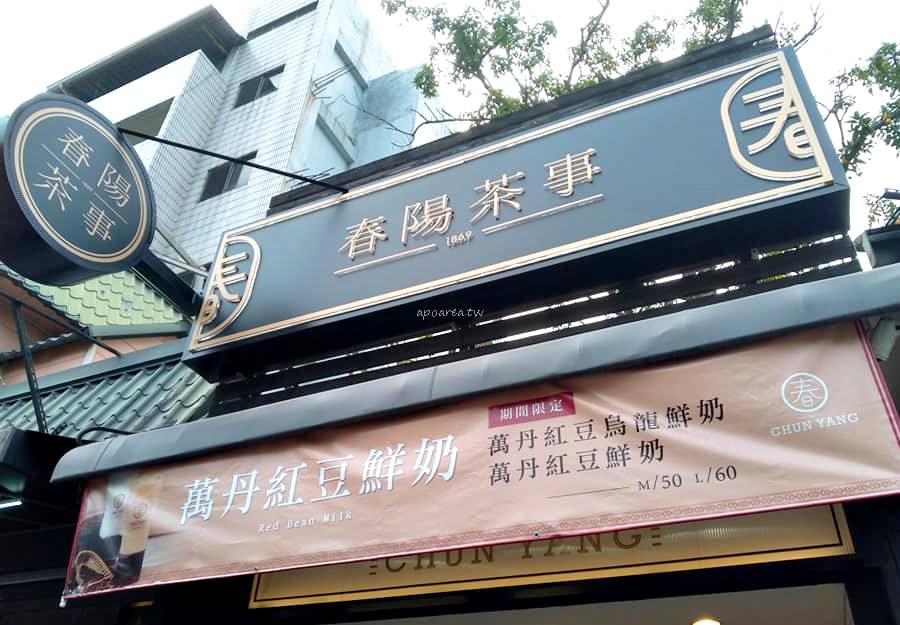 春陽
茶事
1869
春陽茶事
1869
春
apoarea.tw
萬丹紅豆鮮奶
Red Bean Milk
期間限定
萬丹紅豆烏龍鮮奶
萬丹紅豆鮮奶
M/50 L/60
春
CHUN YANG
CHUN YANG